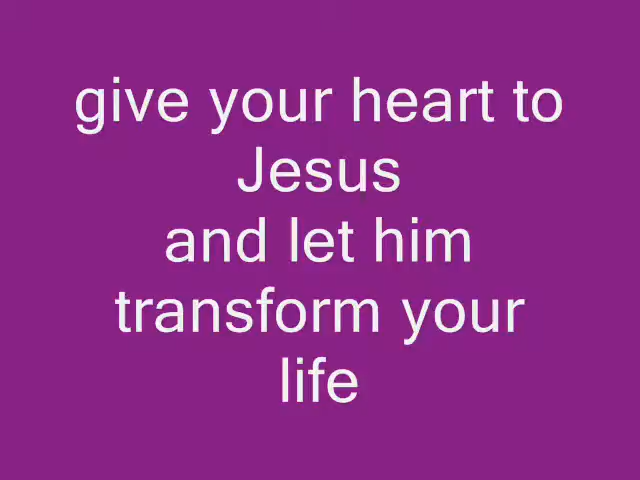 give your heart to
Jesus
and let him
transform your
life